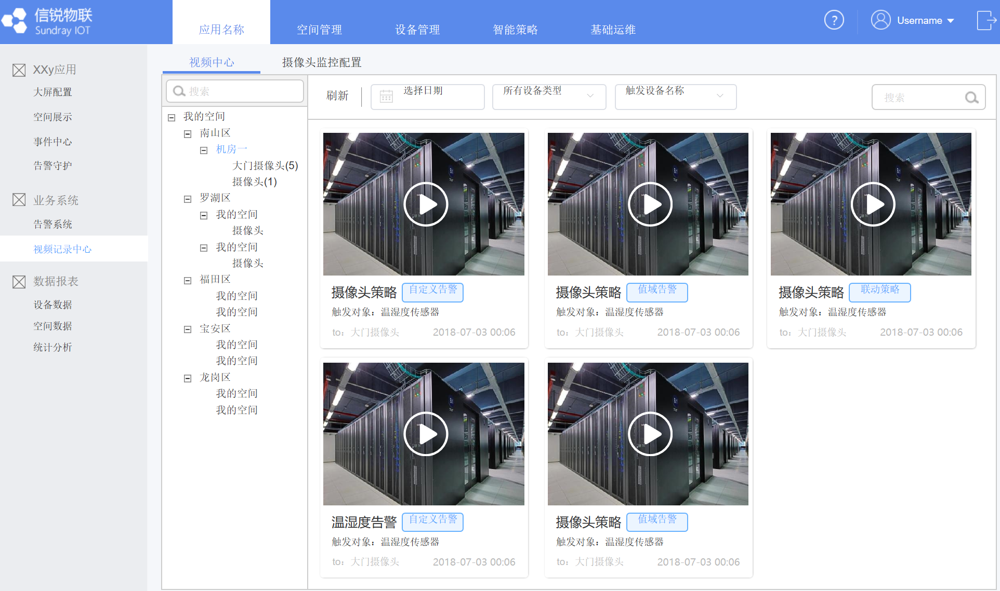 信锐物联
Sundray IOT
应用名称
空间管理
设备管理
智能策略
基础运维
?
Username
XXy应用
大屏配置
空间展示
事件中心
告警守护
业务系统
告警系统
视频记录中心
数据报表
设备数据
空间数据
统计分析
视频中心
摄像头监控配置
搜索
我的空间
南山区
机房一
大门摄像头(5)
摄像头(1)
罗湖区
我的空间
摄像头
我的空间
摄像头
福田区
我的空间
我的空间
宝安区
我的空间
我的空间
龙岗区
我的空间
我的空间
刷新
选择日期
所有设备类型
触发设备名称
搜索
摄像头策略 自定义告警
触发对象：温湿度传感器
to：大门摄像头 2018-07-03 00:06
摄像头策略 值域告警
触发对象：温湿度传感器
to：大门摄像头 2018-07-03 00:06
摄像头策略 联动策略
触发对象：温湿度传感器
to：大门摄像头 2018-07-03 00:06
温湿度告警 自定义告警
触发对象：温湿度传感器
to：大门摄像头 2018-07-03 00:06
摄像头策略 值域告警
触发对象：温湿度传感器
to：大门摄像头 2018-07-03 00:06